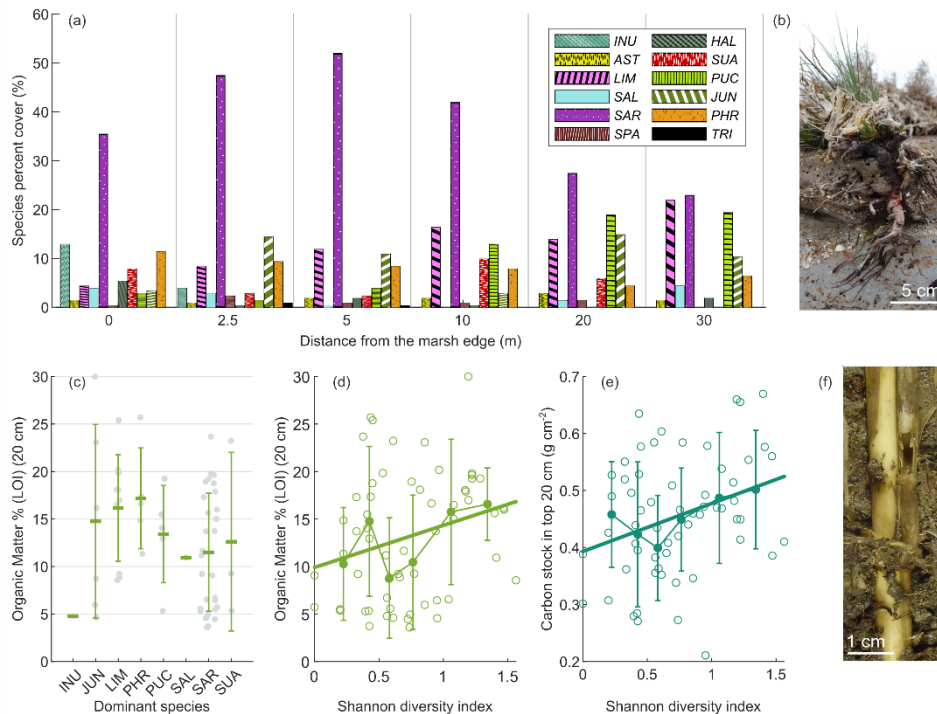 (a)
(b)
Species percent cover (%)
60
50
40
30
20
10
0
INU
AST
LIM
SAL
SAR
SPA
HAL
SUA
PUC
JUN
PHR
TRI
0
2.5
5
10
20
30
Distance from the marsh edge (m)
5 cm
(c)
Organic Matter % (LOI) (20 cm)
30
25
20
15
10
5
0
INU
JUN
LIM
PHR
PUC
SAL
SAR
SUA
Dominant species
(d)
Organic Matter % (LOI) (20 cm)
30
25
20
15
10
5
0
0
0.5
1
1.5
Shannon diversity index
(e)
Carbon stock in top 20 cm (g cm⁻²)
0.7
0.6
0.5
0.4
0.3
0.2
0
0.5
1
1.5
Shannon diversity index
(f)
1 cm